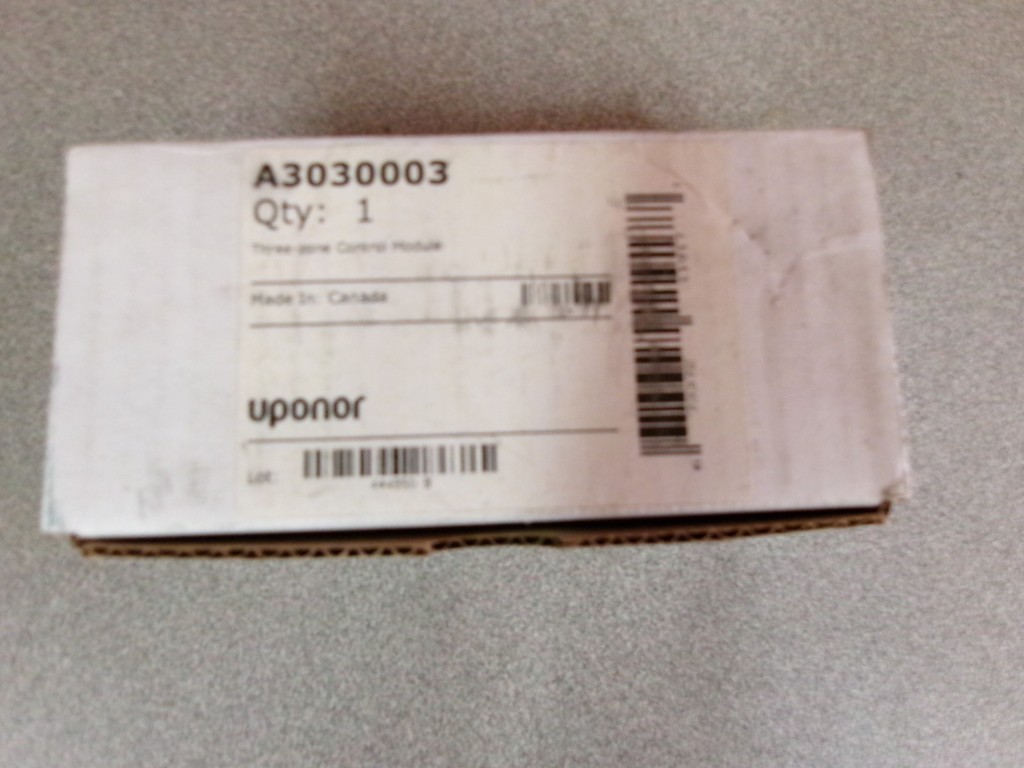 A3030003
Qty: 1
Three-zone Control Module
Made In: Canada
uponor
Lot: